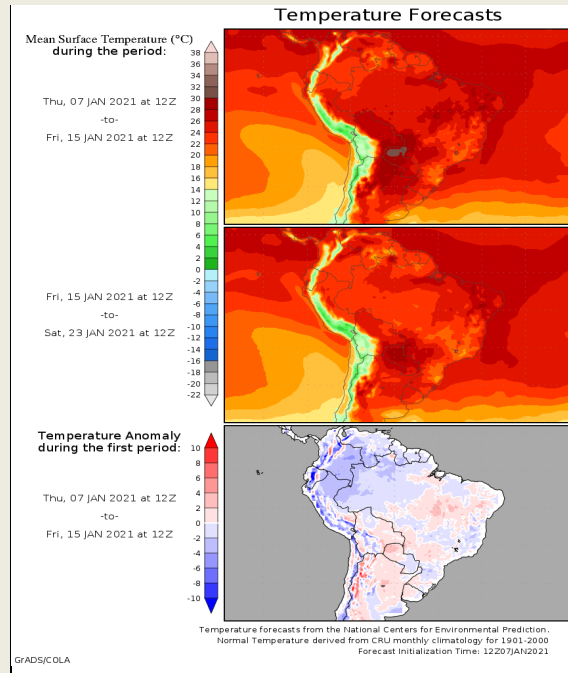 Temperature Forecasts
Mean Surface Temperature (°C)
during the period:
38
36
34
32
30
28
26
24
22
20
18
16
14
12
10
8
6
4
2
0
-2
-4
-6
-8
-10
-12
-14
-16
-18
-20
-22
Thu, 07 JAN 2021 at 12Z
-to-
Fri, 15 JAN 2021 at 12Z
Fri, 15 JAN 2021 at 12Z
-to-
Sat, 23 JAN 2021 at 12Z
Temperature Anomaly
during the first period:
10
8
6
4
2
0
-2
-4
-6
-8
-10
Thu, 07 JAN 2021 at 12Z
-to-
Fri, 15 JAN 2021 at 12Z
Temperature forecasts from the National Centers for Environmental Prediction.
Normal Temperature derived from CRU monthly climatology for 1901-2000
Forecast Initialization Time: 12Z07JAN2021
GrADS/COLA